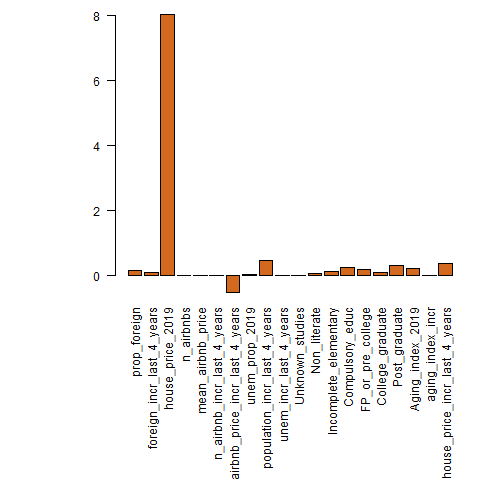 8
6
4
2
0
prop_foreign
foreign_incr_last_4_years
house_price_2019
n_airbnbs
mean_airbnb_price
n_airbnb_incr_last_4_years
airbnb_price_incr_last_4_years
unem_prop_2019
population_incr_last_4_years
unem_incr_last_4_years
Unknown_studies
Non_literate
Incomplete_elementary
Compulsory_educ
FP_or_pre_college
College_graduate
Post_graduate
Aging_index_2019
aging_index_incr
house_price_incr_last_4_years